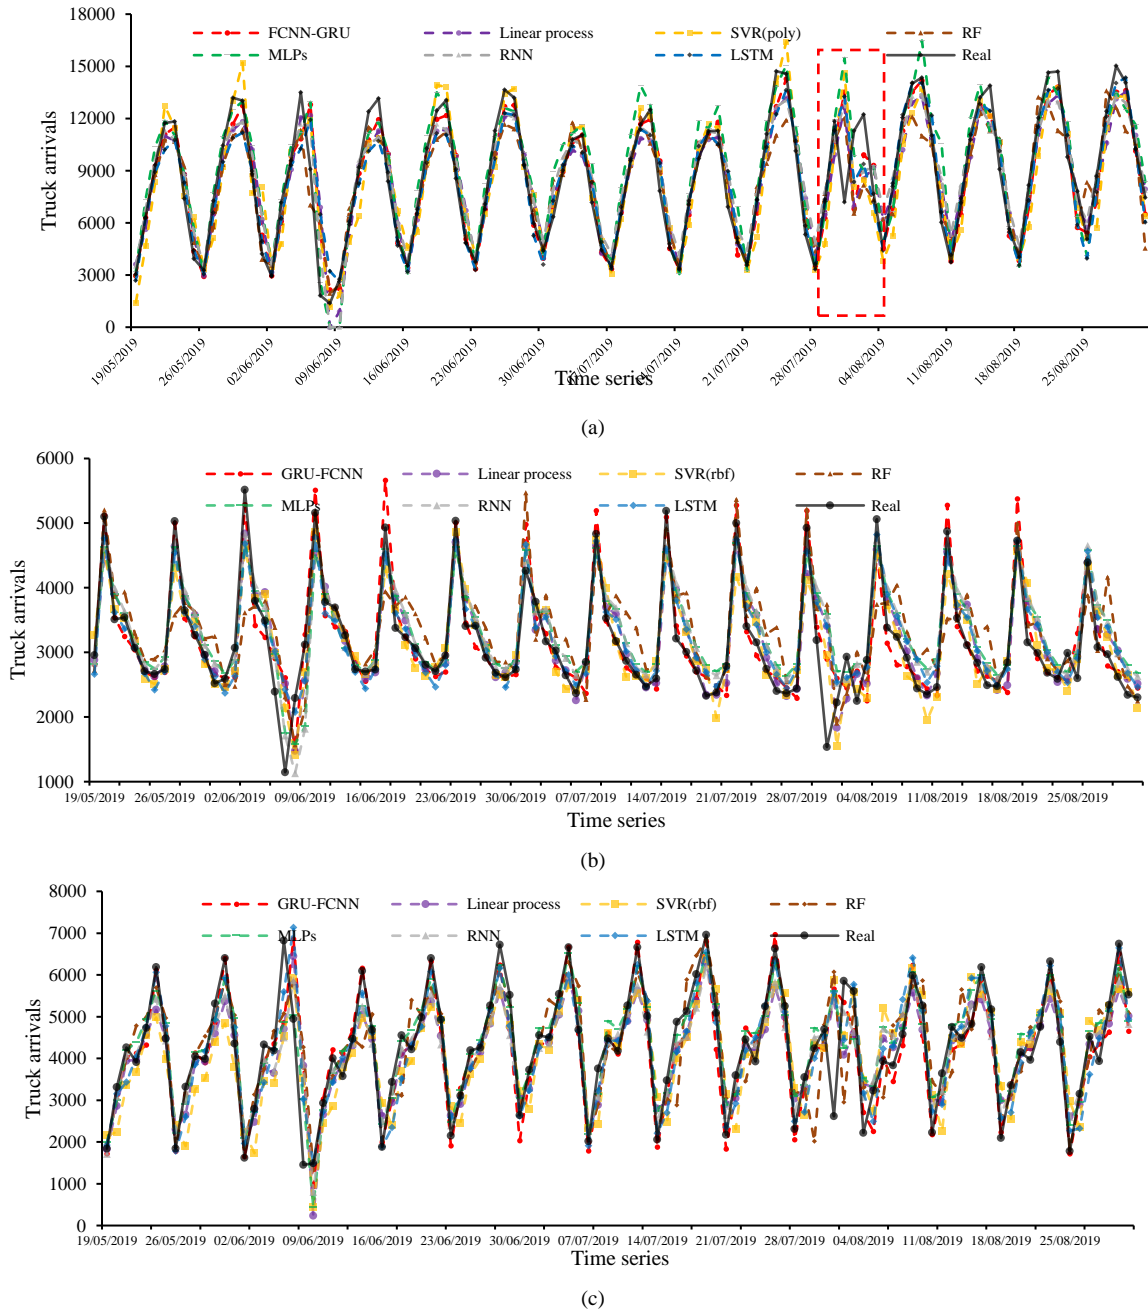 18000
15000
12000
9000
6000
3000
0
Truck arrivals
FCNN-GRU Linear process SVR(poly) RF
MLPs RNN LSTM Real
19/05/2019 26/05/2019 02/06/2019 09/06/2019 16/06/2019 23/06/2019 30/06/2019 07/07/2019 14/07/2019 21/07/2019 28/07/2019 04/08/2019 11/08/2019 18/08/2019 25/08/2019
Time series
(a)
6000
5000
4000
3000
2000
1000
Truck arrivals
GRU-FCNN Linear process SVR(rbf) RF
MLPs RNN LSTM Real
19/05/2019 26/05/2019 02/06/2019 09/06/2019 16/06/2019 23/06/2019 30/06/2019 07/07/2019 14/07/2019 21/07/2019 28/07/2019 04/08/2019 11/08/2019 18/08/2019 25/08/2019
Time series
(b)
8000
7000
6000
5000
4000
3000
2000
1000
0
Truck arrivals
GRU-FCNN Linear process SVR(rbf) RF
MLPs RNN LSTM Real
19/05/2019 26/05/2019 02/06/2019 09/06/2019 16/06/2019 23/06/2019 30/06/2019 07/07/2019 14/07/2019 21/07/2019 28/07/2019 04/08/2019 11/08/2019 18/08/2019 25/08/2019
Time series
(c)